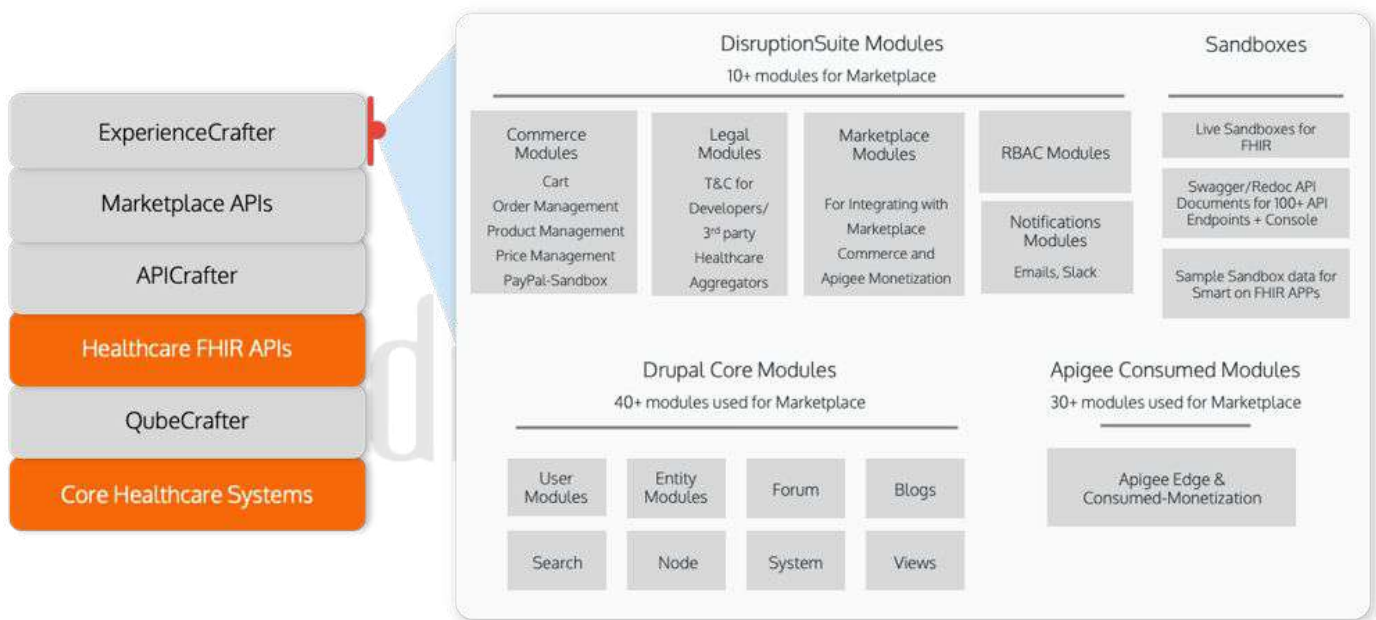 ExperienceCrafter
Marketplace APIs
APICrafter
Healthcare FHIR APIs
QubeCrafter
Core Healthcare Systems
DisruptionSuite Modules
10+ modules for Marketplace
Commerce
Modules
Cart
Order Management
Product Management
Price Management
PayPal-Sandbox
Legal
Modules
T&C for
Developers/
3rd party
Healthcare
Aggregators
Marketplace
Modules
For Integrating with
Marketplace
Commerce and
Apigee Monetization
RBAC Modules
Notifications
Modules
Emails, Slack
Sandboxes
Live Sandboxes for
FHIR
Swagger/Redoc API
Documents for 100+ API
Endpoints + Console
Sample Sandbox data for
Smart on FHIR APPs
Drupal Core Modules
40+ modules used for Marketplace
User
Modules
Entity
Modules
Forum
Blogs
Search
Node
System
Views
Apigee Consumed Modules
30+ modules used for Marketplace
Apigee Edge &
Consumed-Monetization